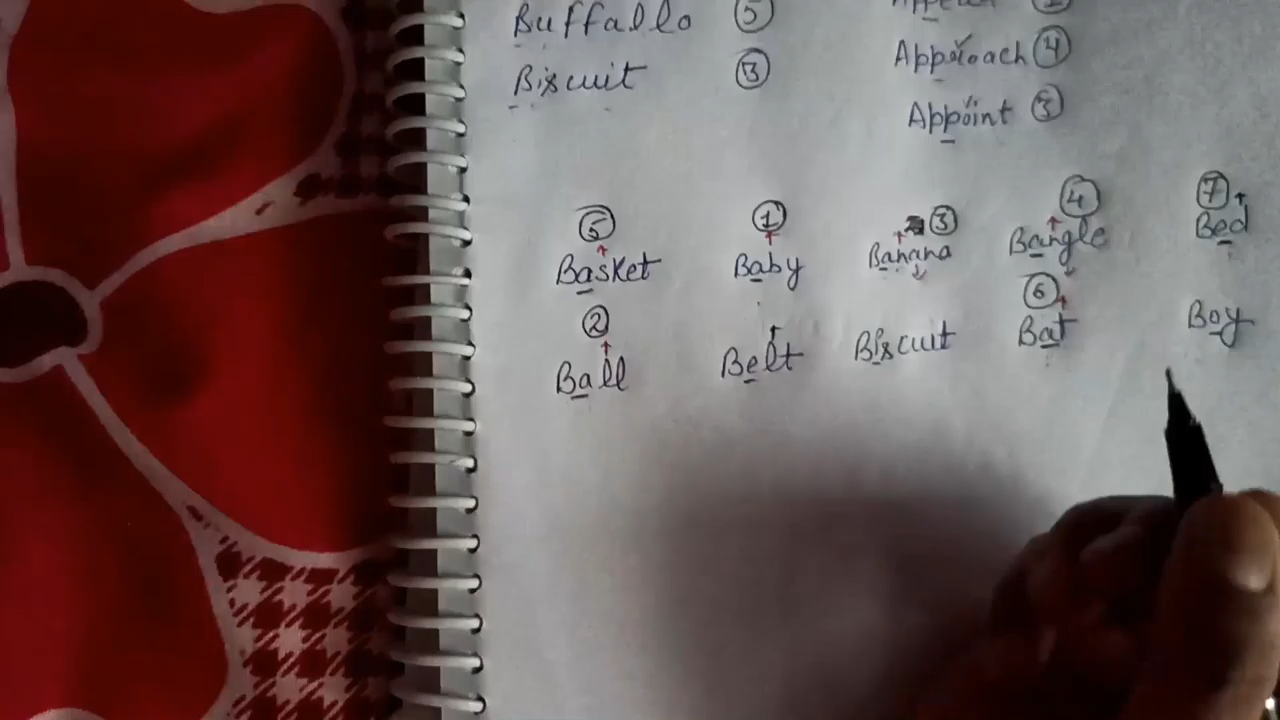 Buffallo 5
Biscuit 3
Approach 4
Appoint 3
5 1 3 4 7
Basket Baby Banana Bangle Bed
2 6
Ball Belt Biscuit Bat Boy